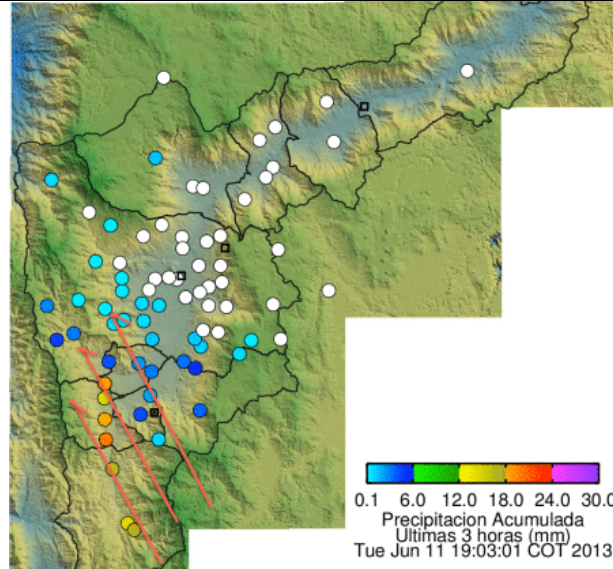 0.1 6.0 12.0 18.0 24.0 30.0
Precipitacion Acumulada
Ultimas 3 horas (mm)
Tue Jun 11 19:03:01 COT 2013